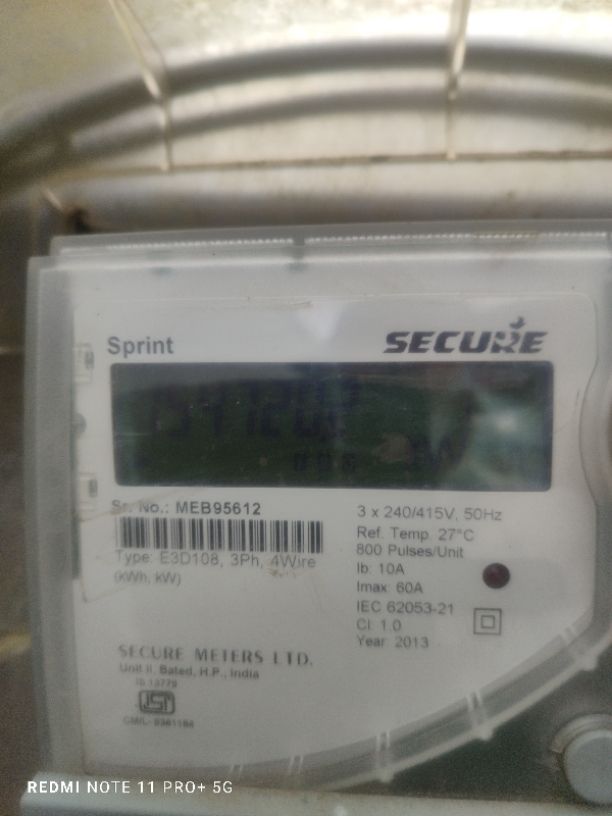 Sprint
SECURE
Sr. No.: MEB95612
Type: E3D108, 3Ph, 4Wire
(kWh, kW)
3 x 240/415V, 50Hz
Ref. Temp. 27°C
800 Pulses/Unit
Ib: 10A
Imax: 60A
IEC 62053-21
Cl. 1.0
Year: 2013
SECURE METERS LTD.
Unit II, Bated, H.P., India
IS 13779
REDMI NOTE 11 PRO+ 5G